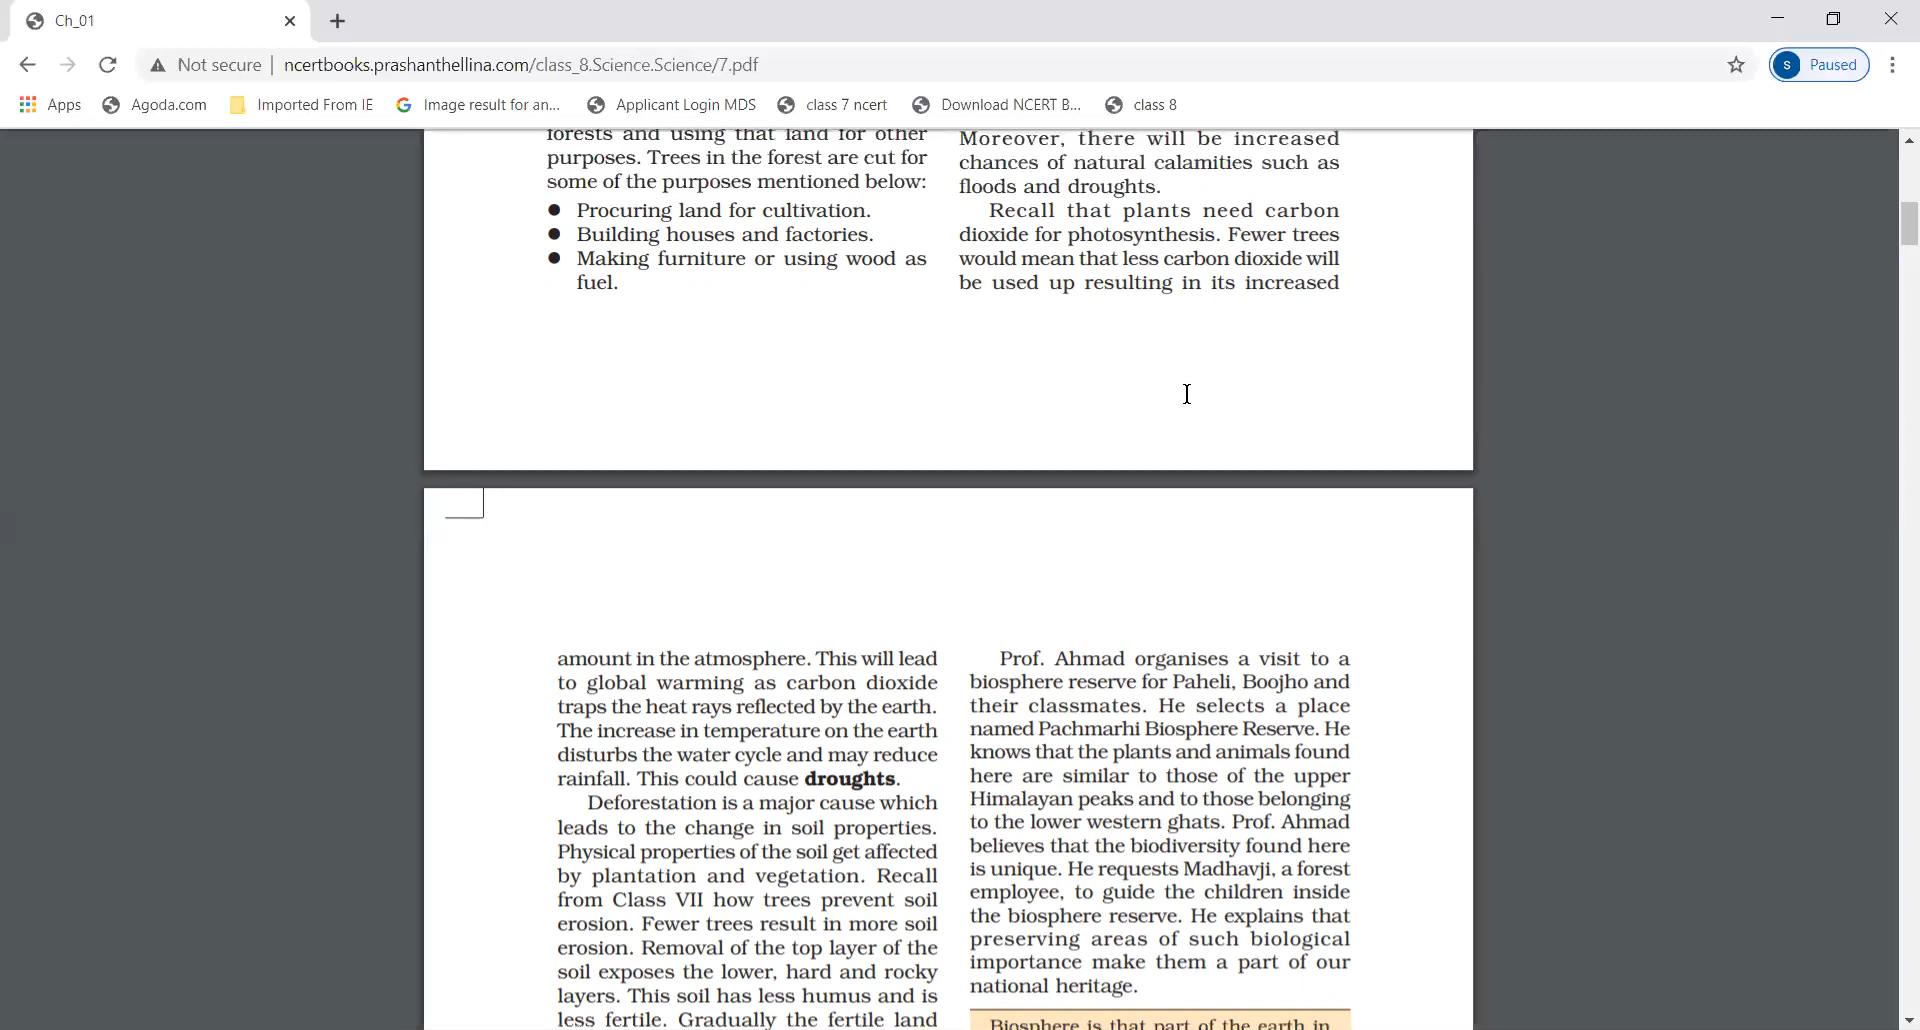 Ch_01
Not secure
ncertbooks.prashanthellina.com/class_8.Science.Science/7.pdf
S Paused
Apps
Agoda.com
Imported From IE
Image result for an...
Applicant Login MDS
class 7 ncert
Download NCERT B...
class 8
forests and using that land for other
purposes. Trees in the forest are cut for
some of the purposes mentioned below:
● Procuring land for cultivation.
● Building houses and factories.
● Making furniture or using wood as
fuel.
Moreover, there will be increased
chances of natural calamities such as
floods and droughts.
Recall that plants need carbon
dioxide for photosynthesis. Fewer trees
would mean that less carbon dioxide will
be used up resulting in its increased
amount in the atmosphere. This will lead
to global warming as carbon dioxide
traps the heat rays reflected by the earth.
The increase in temperature on the earth
disturbs the water cycle and may reduce
rainfall. This could cause droughts.
Deforestation is a major cause which
leads to the change in soil properties.
Physical properties of the soil get affected
by plantation and vegetation. Recall
from Class VII how trees prevent soil
erosion. Fewer trees result in more soil
erosion. Removal of the top layer of the
soil exposes the lower, hard and rocky
layers. This soil has less humus and is
less fertile. Gradually the fertile land
Prof. Ahmad organises a visit to a
biosphere reserve for Paheli, Boojho and
their classmates. He selects a place
named Pachmarhi Biosphere Reserve. He
knows that the plants and animals found
here are similar to those of the upper
Himalayan peaks and to those belonging
to the lower western ghats. Prof. Ahmad
believes that the biodiversity found here
is unique. He requests Madhavji, a forest
employee, to guide the children inside
the biosphere reserve. He explains that
preserving areas of such biological
importance make them a part of our
national heritage.
Biosphere is that part of the earth in